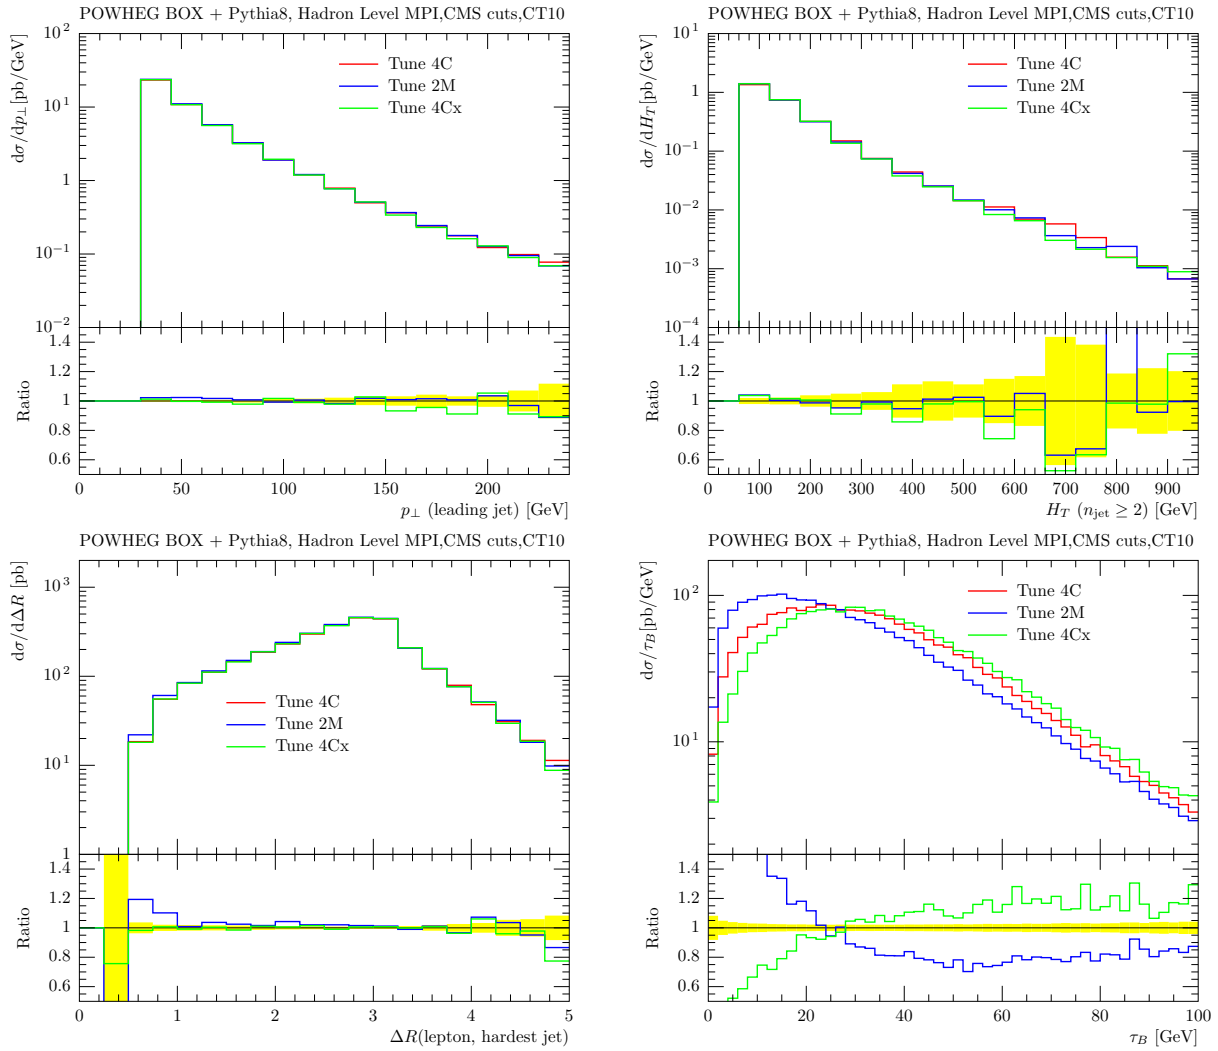 POWHEG BOX + Pythia8, Hadron Level MPI,CMS cuts,CT10
dσ/dp⊥[pb/GeV]
10^2
10^1
1
10^−1
10^−2
Tune 4C
Tune 2M
Tune 4Cx
Ratio
1.4
1.2
1
0.8
0.6
0 50 100 150 200
p⊥ (leading jet) [GeV]
POWHEG BOX + Pythia8, Hadron Level MPI,CMS cuts,CT10
dσ/dH_T[pb/GeV]
10^1
1
10^−1
10^−2
10^−3
10^−4
Tune 4C
Tune 2M
Tune 4Cx
Ratio
1.4
1.2
1
0.8
0.6
0 100 200 300 400 500 600 700 800 900
H_T (n_jet ≥ 2) [GeV]
POWHEG BOX + Pythia8, Hadron Level MPI,CMS cuts,CT10
dσ/dΔR [pb]
10^3
10^2
10^1
1
Tune 4C
Tune 2M
Tune 4Cx
Ratio
1.4
1.2
1
0.8
0.6
0 1 2 3 4 5
ΔR(lepton, hardest jet)
POWHEG BOX + Pythia8, Hadron Level MPI,CMS cuts,CT10
dσ/τ_B[pb/GeV]
10^2
10^1
Tune 4C
Tune 2M
Tune 4Cx
Ratio
1.4
1.2
1
0.8
0.6
0 20 40 60 80 100
τ_B [GeV]